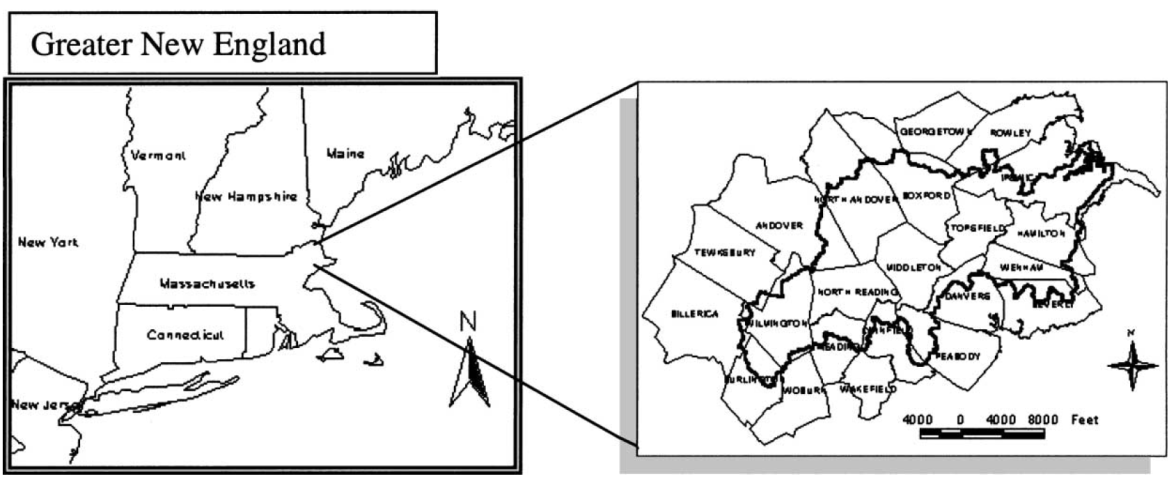 Greater New England
Vermont
Maine
New Hampshire
New York
Massachusetts
Connecticut
New Jerse
N
GEORGETOWN
ROWLEY
NORTH ANDOVER
BOXFORD
ANDOVER
TOPSFIELD
HAMILTON
TEWKSBURY
MIDDLETON
WENHAM
NORTH READING
DANVERS
BILLERICA
BEVERLY
WILMINGTON
READING
PEABODY
BURLINGTON
WOBURN
WAKEFIELD
N
4000 0 4000 8000 Feet